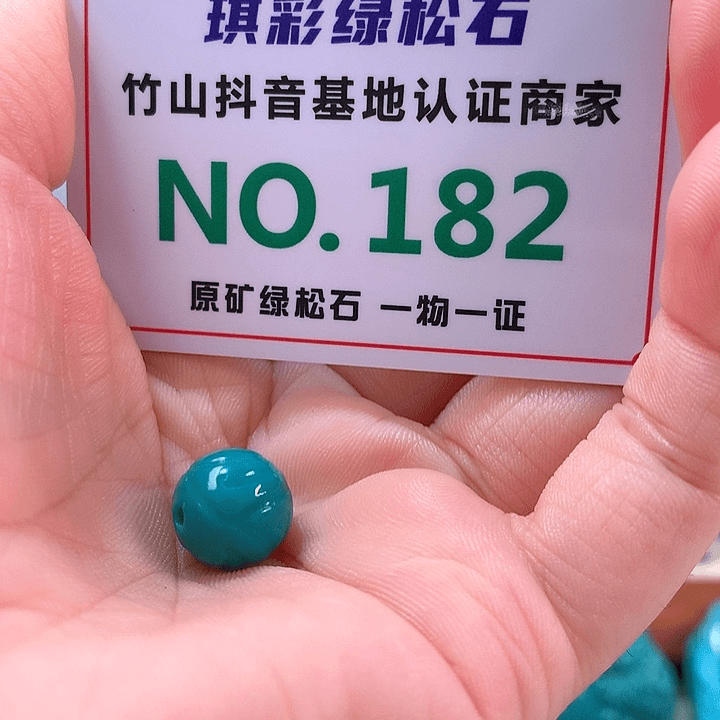 琪彩绿松石
竹山抖音基地认证商家
NO.182
原矿绿松石 一物一证